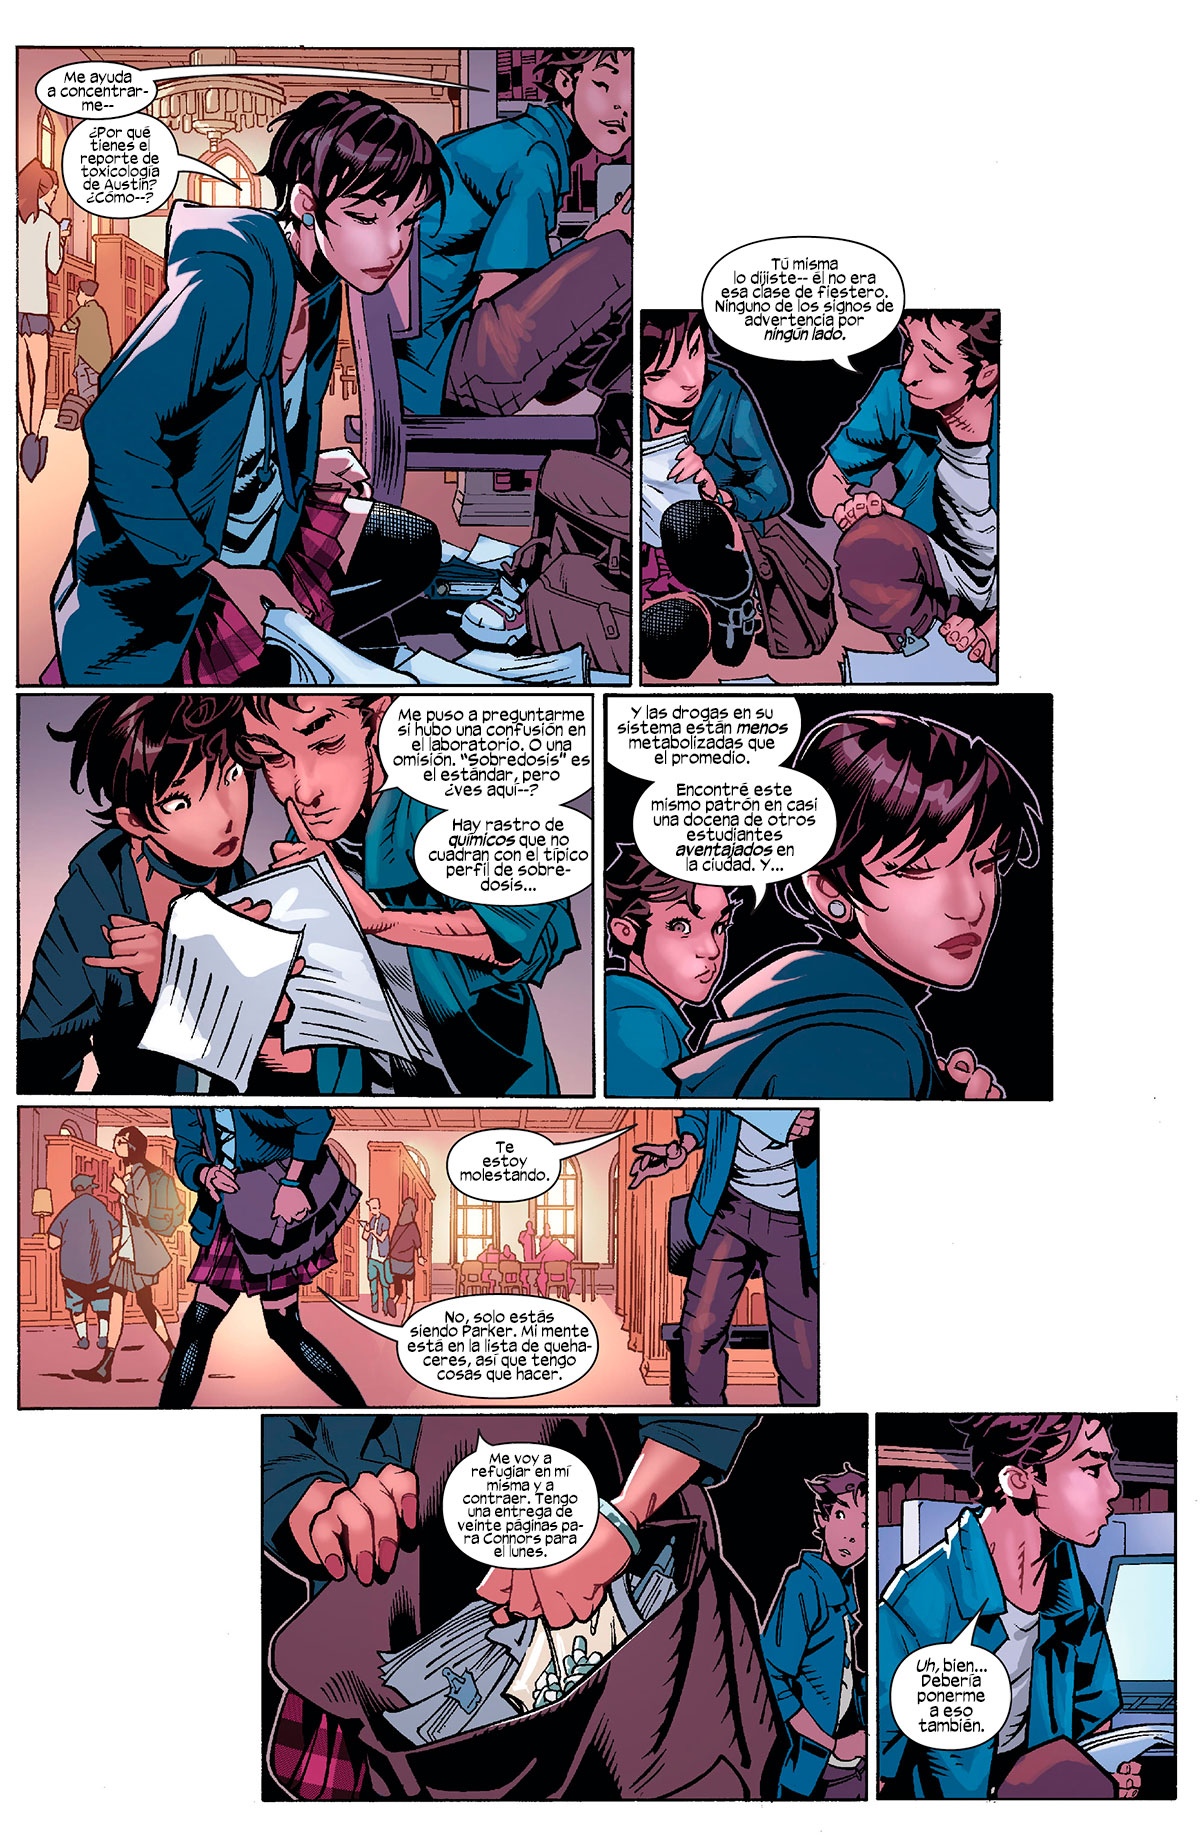 Me ayuda
a concentrar-
me--
¿Por qué
tienes el
reporte de
toxicología
de Austin?
¿Cómo--?
Tú misma
lo dijiste-- él no era
esa clase de fiestero.
Ninguno de los signos de
advertencia por
ningún lado.
Me puso a preguntarme
si hubo una confusión en
el laboratorio. O una
omisión. "Sobredosis" es
el estándar, pero
¿ves aquí--?
Hay rastro de
químicos que no
cuadran con el típico
perfil de sobre-
dosis...
Y las drogas en su
sistema están menos
metabolizadas que
el promedio.
Encontré este
mismo patrón en casi
una docena de otros
estudiantes
aventajados en
la ciudad. Y...
Te
estoy
molestando.
No, solo estás
siendo Parker. Mi mente
está en la lista de queha-
ceres, así que tengo
cosas que hacer.
Me voy a
refugiar en mí
misma y a
contraer. Tengo
una entrega de
veinte páginas pa-
ra Connors para
el lunes.
Uh, bien...
Debería
ponerme
a eso
también.